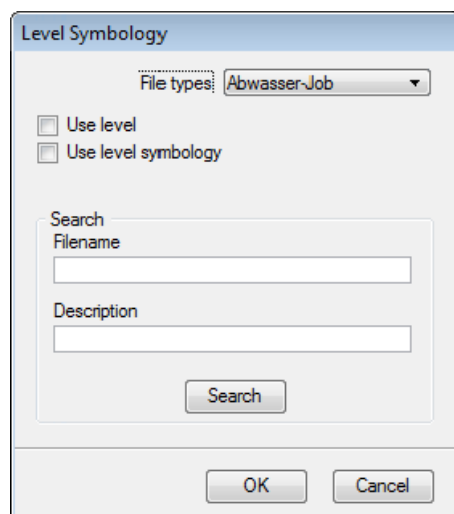 Level Symbology
File types Abwasser-Job
Use level
Use level symbology
Search
Filename
Description
Search
OK Cancel